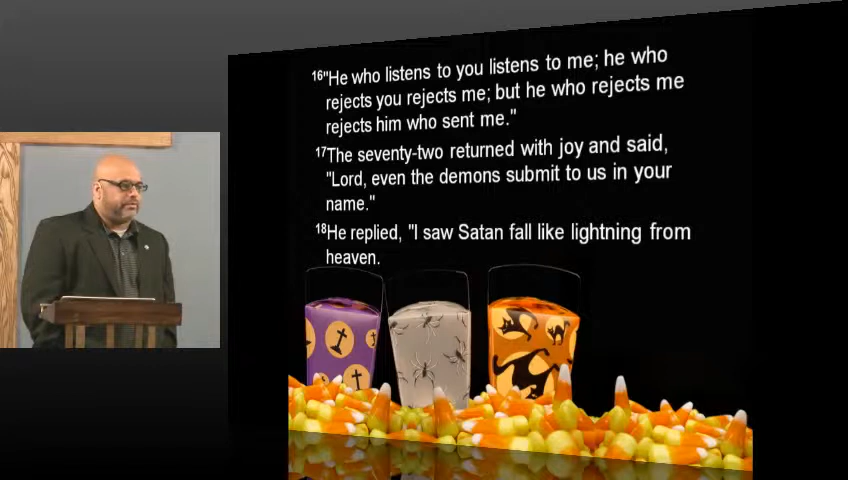 16"He who listens to you listens to me; he who
rejects you rejects me; but he who rejects me
rejects him who sent me."
17The seventy-two returned with joy and said,
"Lord, even the demons submit to us in your
name."
18He replied, "I saw Satan fall like lightning from
heaven.